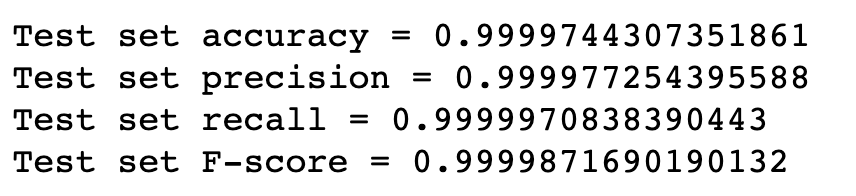 Test set accuracy = 0.9999744307351861
Test set precision = 0.999977254395588
Test set recall = 0.9999970838390443
Test set F-score = 0.9999871690190132